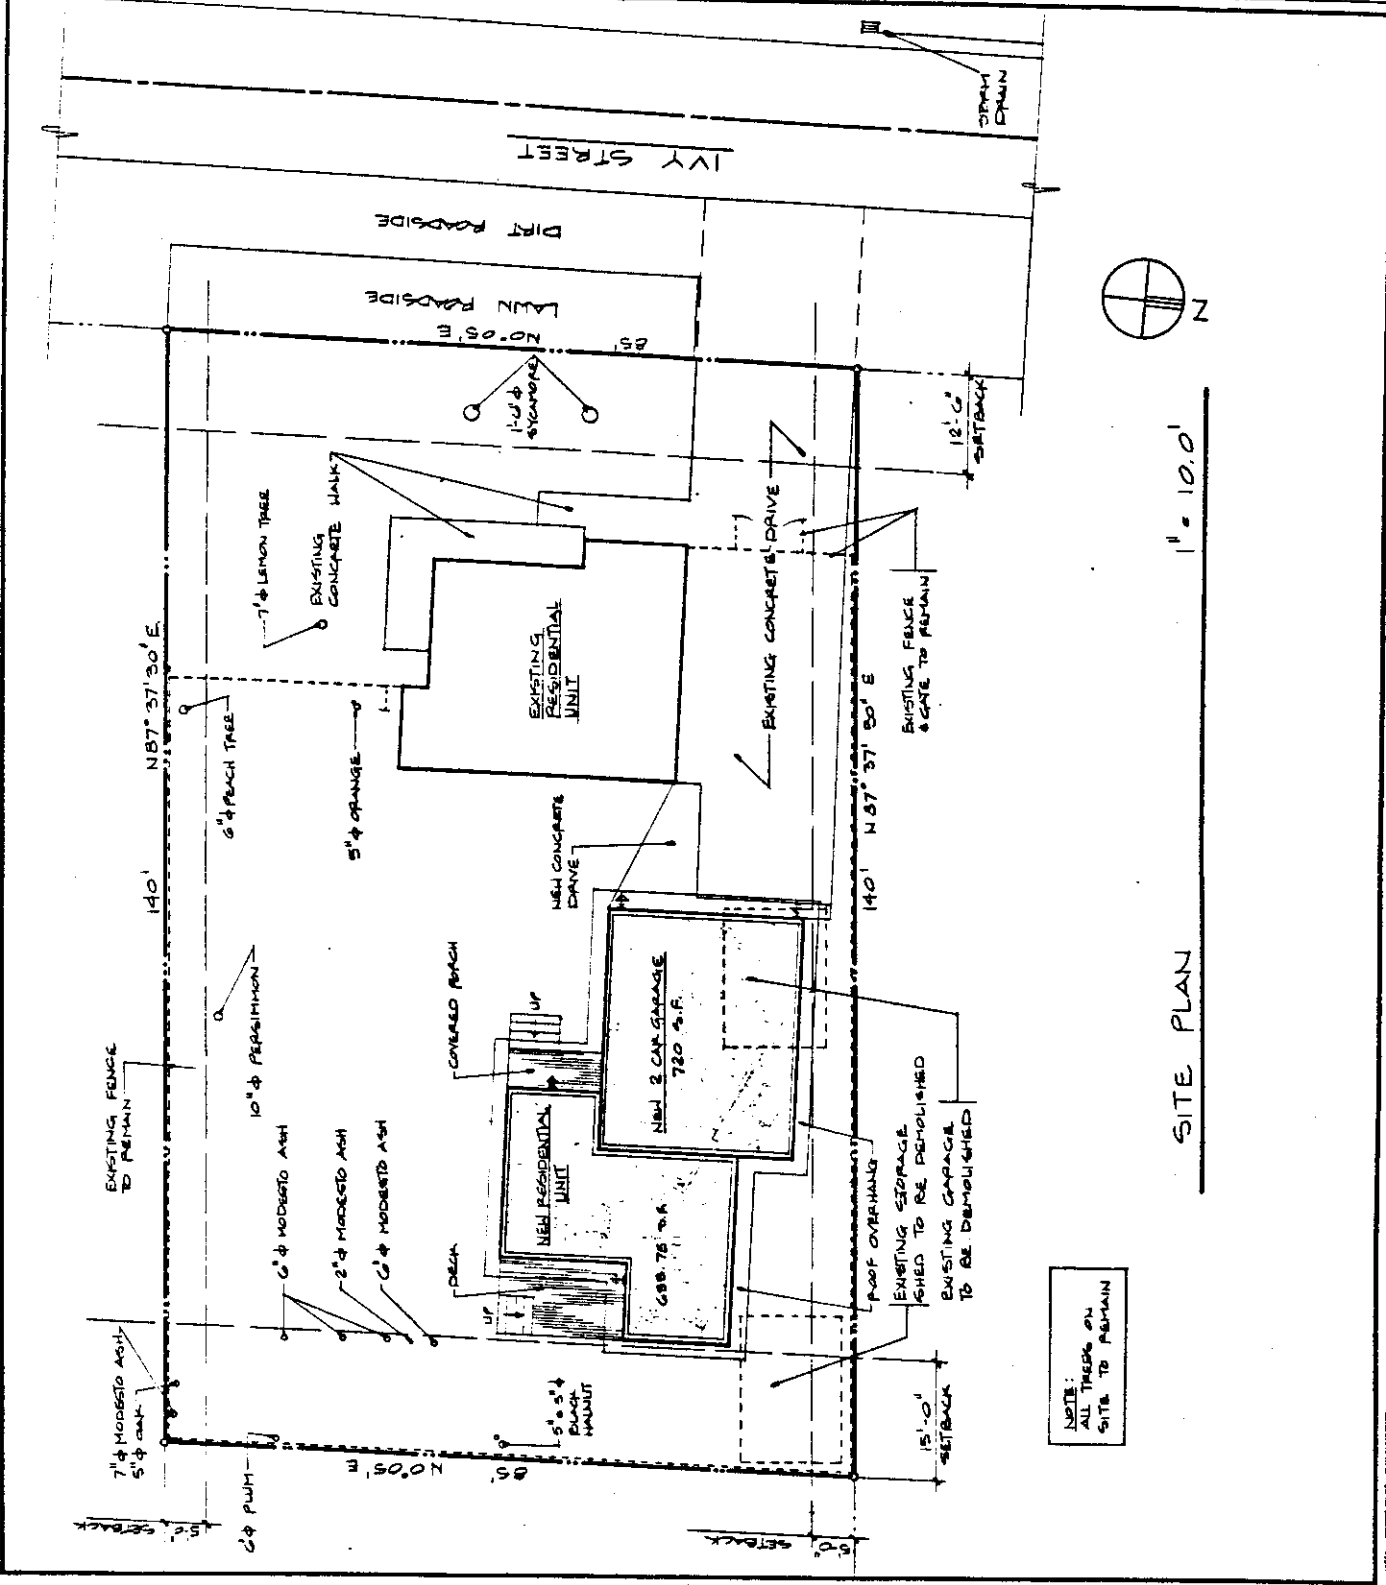 STORM
DRAIN
IVY STREET
DIRT ROADSIDE
LAWN ROADSIDE
N0°05' E
85'
1'-6"ϕ
SYCAMORE
12'-6"
SETBACK
EXISTING
CONCRETE WALK
7"ϕ LEMON TREE
N87° 37' 30" E
140'
6"ϕ PEACH TREE
5"ϕ ORANGE
EXISTING
RESIDENTIAL
UNIT
EXISTING CONCRETE DRIVE
EXISTING FENCE
& GATE TO REMAIN
N 87° 37' 30" E
140'
NEW CONCRETE
DRIVE
COVERED PORCH
UP
10"ϕ PERSIMMON
EXISTING FENCE
TO REMAIN
NEW 2 CAR GARAGE
720 S.F.
NEW RESIDENTIAL
UNIT
688.75 S.F.
DECK
UP
6"ϕ MODESTO ASH
2"ϕ MODESTO ASH
6"ϕ MODESTO ASH
7"ϕ MODESTO ASH
5"ϕ OAK
6"ϕ PLUM
5" & 5"ϕ
BLACK
WALNUT
N0°05'E
85'
ROOF OVERHANG
EXISTING STORAGE
SHED TO BE DEMOLISHED
EXISTING GARAGE
TO BE DEMOLISHED
15'-0"
SETBACK
5'-0"
SETBACK
5'-0"
SETBACK
N
SITE PLAN
1" = 10.0'
NOTE:
ALL TREES ON
SITE TO REMAIN